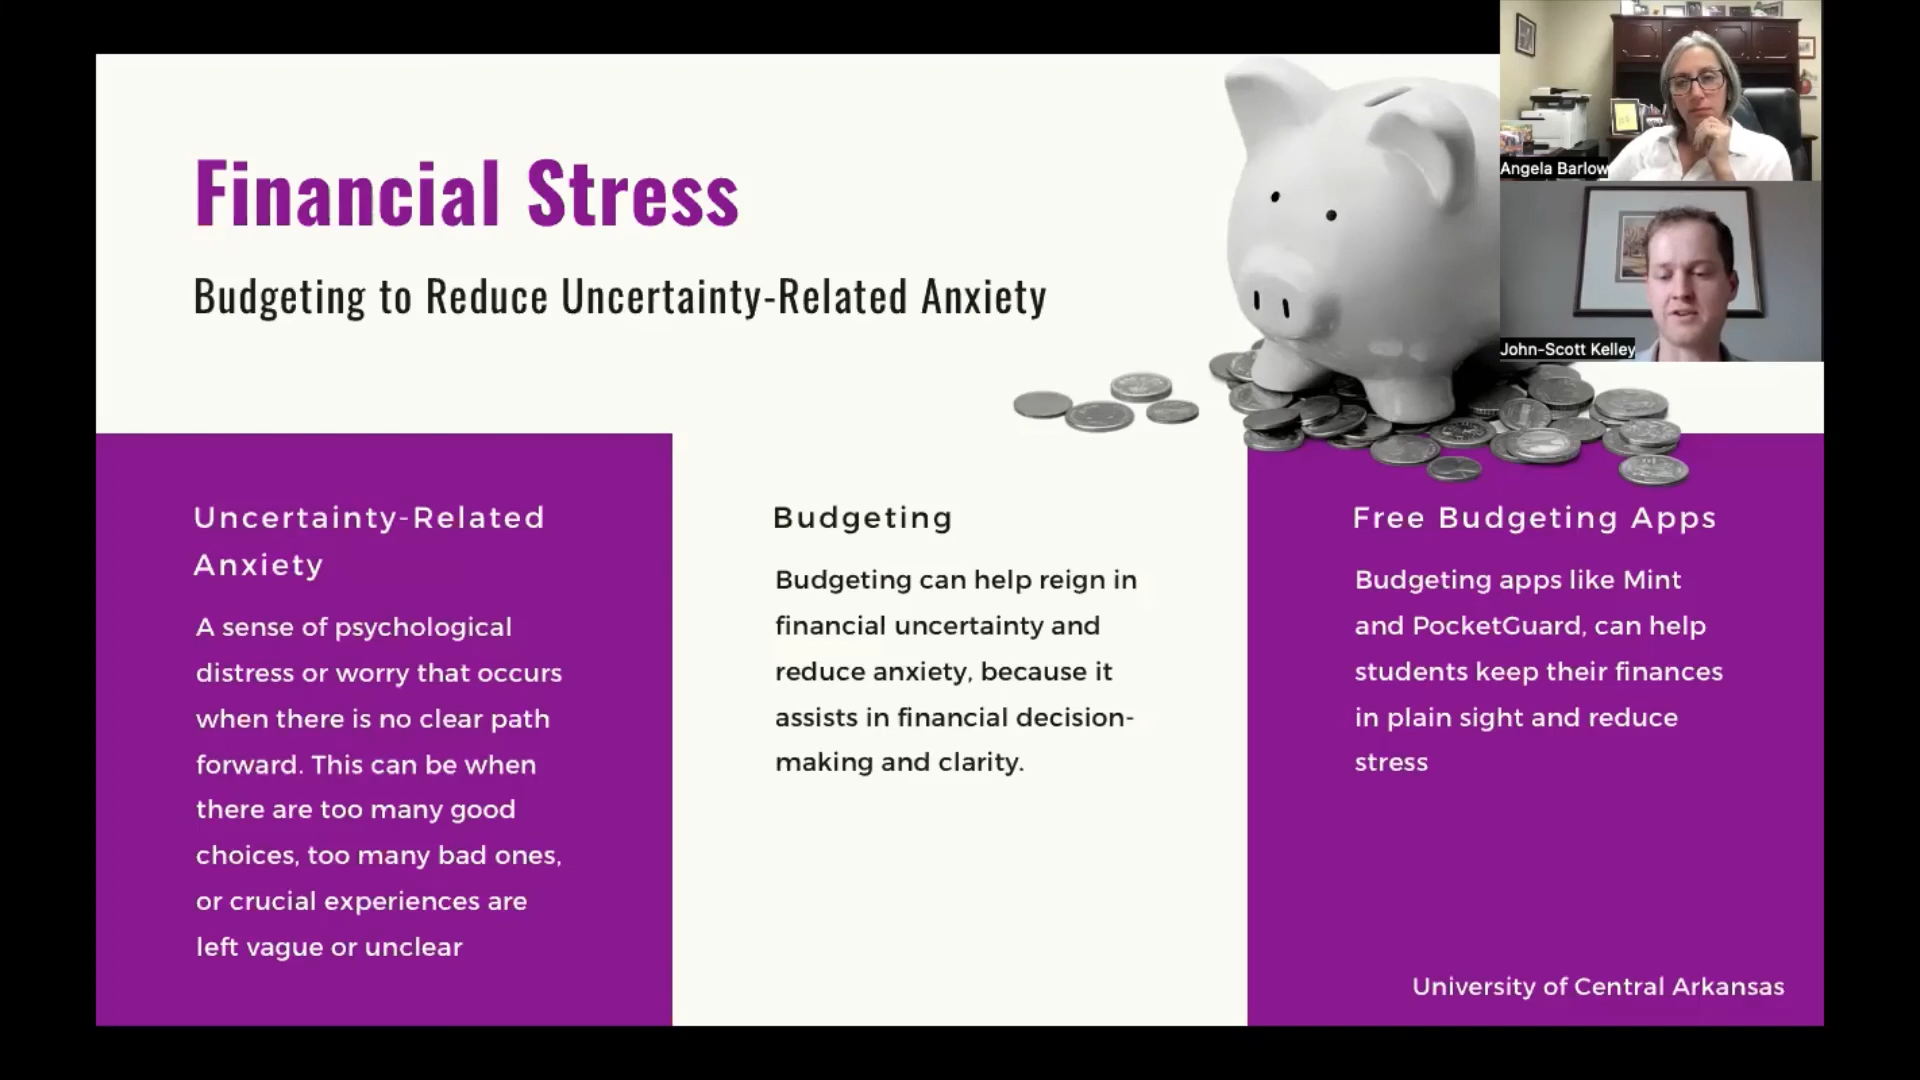 Financial Stress
Budgeting to Reduce Uncertainty-Related Anxiety
Angela Barlow
John-Scott Kelley
Uncertainty-Related
Anxiety
A sense of psychological
distress or worry that occurs
when there is no clear path
forward. This can be when
there are too many good
choices, too many bad ones,
or crucial experiences are
left vague or unclear
Budgeting
Budgeting can help reign in
financial uncertainty and
reduce anxiety, because it
assists in financial decision-
making and clarity.
Free Budgeting Apps
Budgeting apps like Mint
and PocketGuard, can help
students keep their finances
in plain sight and reduce
stress
University of Central Arkansas